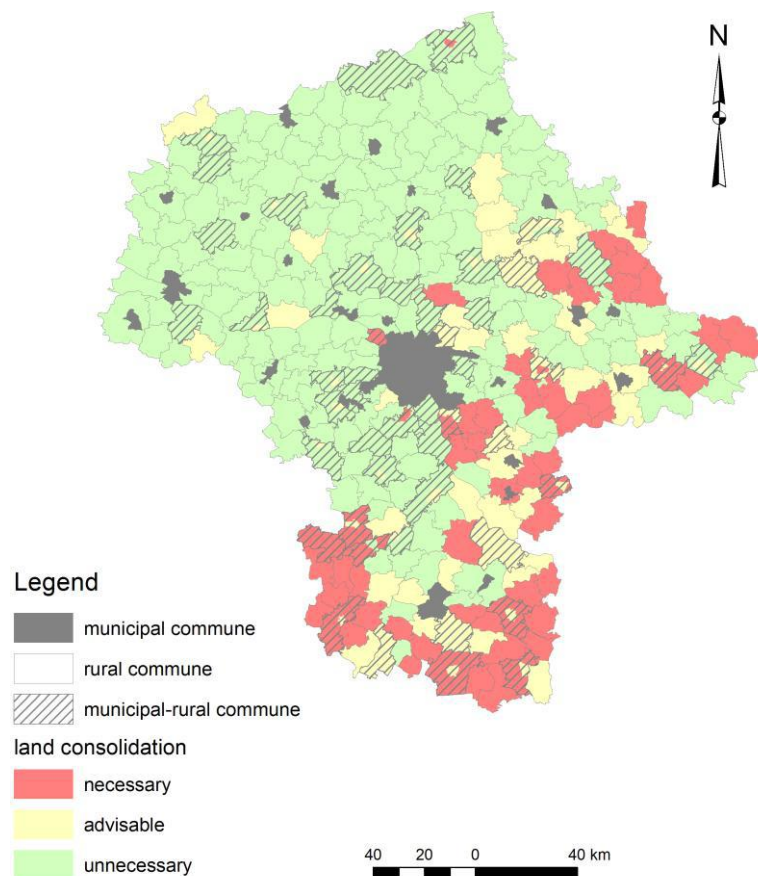 N
Legend
municipal commune
rural commune
municipal-rural commune
land consolidation
necessary
advisable
unnecessary
40 20 0 40 km